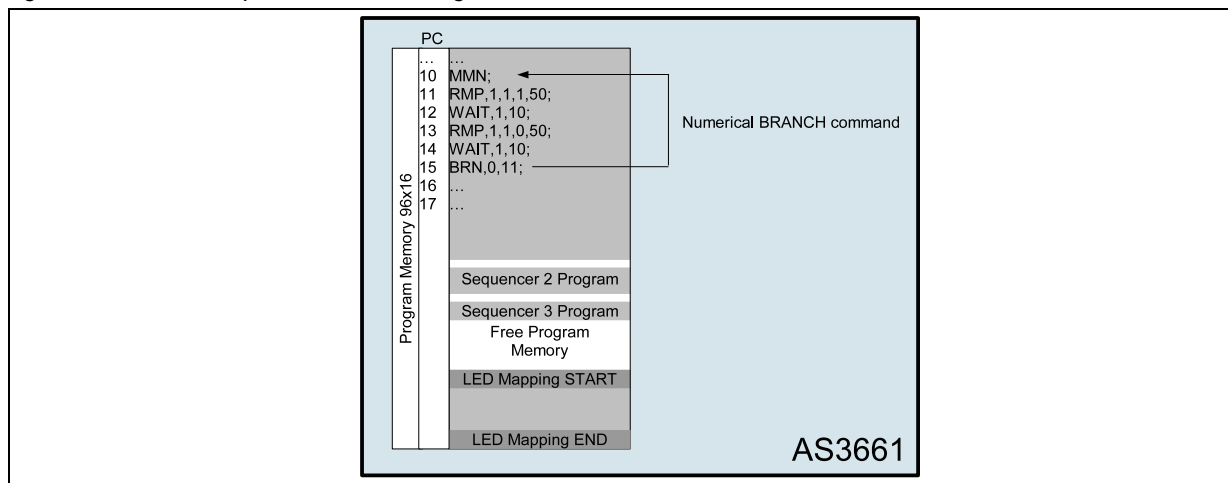 PC
... ...
10 MMN;
11 RMP,1,1,1,50;
12 WAIT,1,10;
13 RMP,1,1,0,50;
14 WAIT,1,10;
15 BRN,0,11;
16 ...
17 ...
Numerical BRANCH command
Program Memory 96x16
Sequencer 2 Program
Sequencer 3 Program
Free Program
Memory
LED Mapping START
LED Mapping END
AS3661